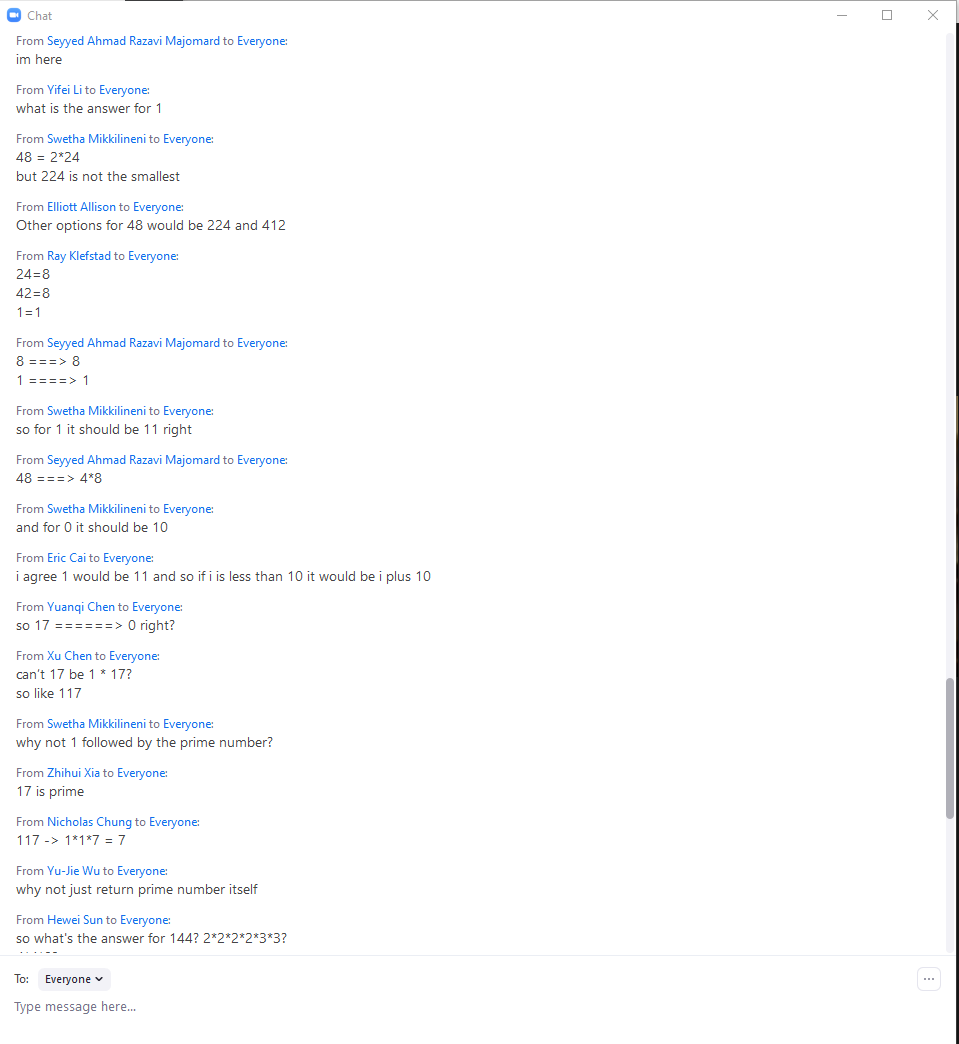 Chat
From Seyyed Ahmad Razavi Majomard to Everyone:
im here
From Yifei Li to Everyone:
what is the answer for 1
From Swetha Mikkilineni to Everyone:
48 = 2*24
but 224 is not the smallest
From Elliott Allison to Everyone:
Other options for 48 would be 224 and 412
From Ray Klefstad to Everyone:
24=8
42=8
1=1
From Seyyed Ahmad Razavi Majomard to Everyone:
8 ===> 8
1 ====> 1
From Swetha Mikkilineni to Everyone:
so for 1 it should be 11 right
From Seyyed Ahmad Razavi Majomard to Everyone:
48 ===> 4*8
From Swetha Mikkilineni to Everyone:
and for 0 it should be 10
From Eric Cai to Everyone:
i agree 1 would be 11 and so if i is less than 10 it would be i plus 10
From Yuanqi Chen to Everyone:
so 17 ======> 0 right?
From Xu Chen to Everyone:
can't 17 be 1 * 17?
so like 117
From Swetha Mikkilineni to Everyone:
why not 1 followed by the prime number?
From Zhihui Xia to Everyone:
17 is prime
From Nicholas Chung to Everyone:
117 -> 1*1*7 = 7
From Yu-Jie Wu to Everyone:
why not just return prime number itself
From Hewei Sun to Everyone:
so what's the answer for 144? 2*2*2*2*3*3?
To: Everyone
Type message here...